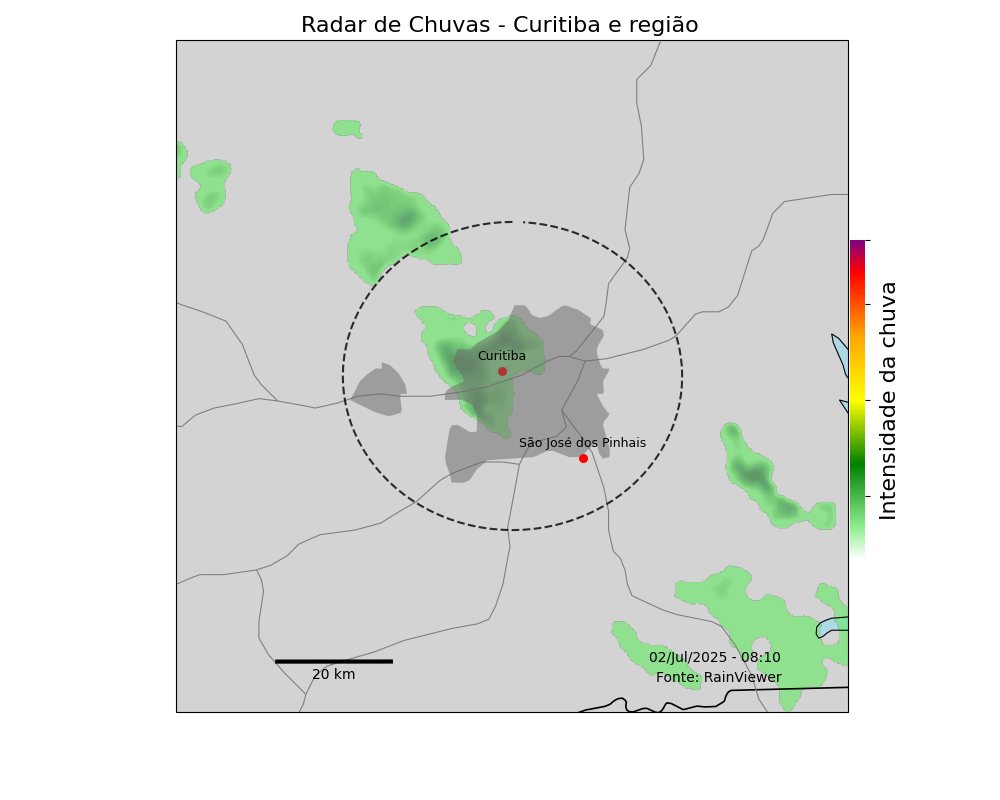 Radar de Chuvas - Curitiba e região
Curitiba
São José dos Pinhais
Intensidade da chuva
02/Jul/2025 - 08:10
Fonte: RainViewer
20 km